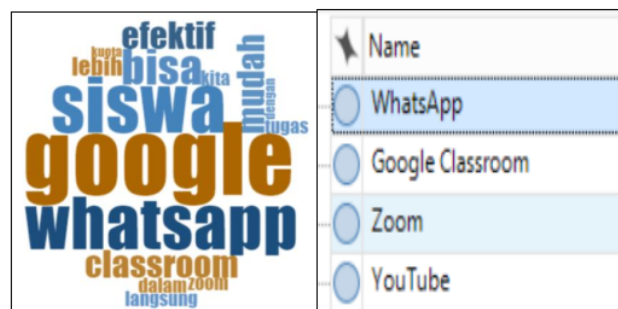 efektif
kuota
lebih bisa kita
mudah
dengan
siswa tugas
google
whatsapp
classroom
dalam zoom
langsung
Name
WhatsApp
Google Classroom
Zoom
YouTube